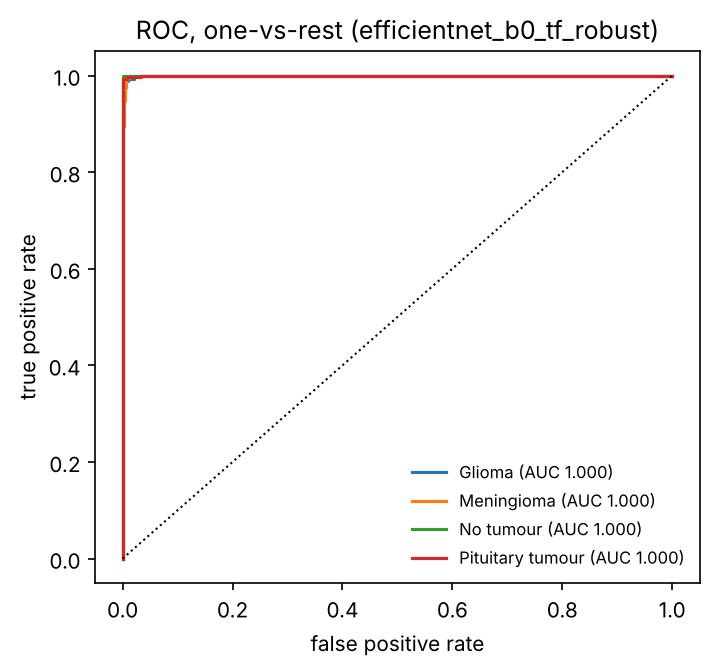 ROC, one-vs-rest (efficientnet_b0_tf_robust)
true positive rate
1.0
0.8
0.6
0.4
0.2
0.0
Glioma (AUC 1.000)
Meningioma (AUC 1.000)
No tumour (AUC 1.000)
Pituitary tumour (AUC 1.000)
0.0 0.2 0.4 0.6 0.8 1.0
false positive rate